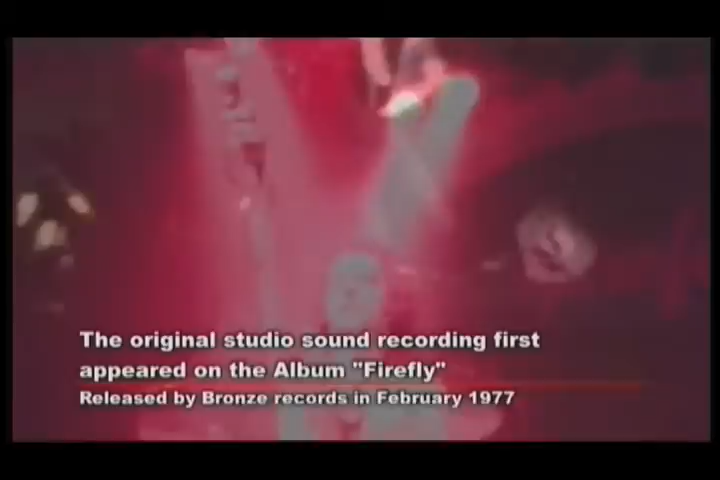 The original studio sound recording first
appeared on the Album "Firefly"
Released by Bronze records in February 1977